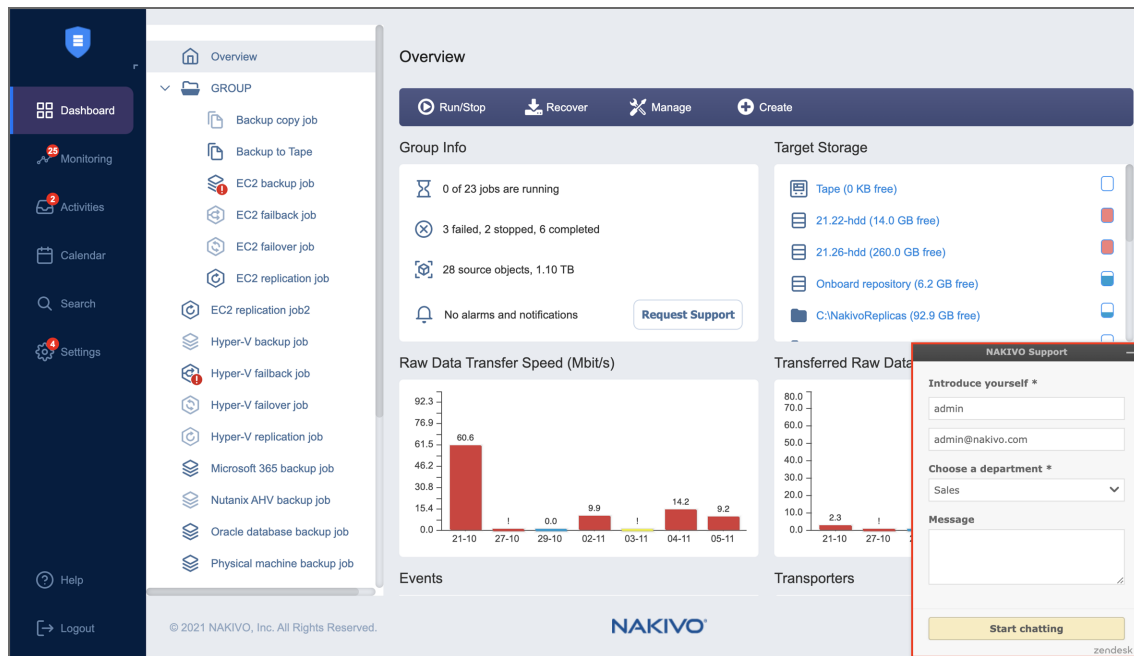 Dashboard
25
Monitoring
2
Activities
Calendar
Search
4
Settings
Help
Logout
Overview
GROUP
Backup copy job
Backup to Tape
EC2 backup job
EC2 failback job
EC2 failover job
EC2 replication job
EC2 replication job2
Hyper-V backup job
Hyper-V failback job
Hyper-V failover job
Hyper-V replication job
Microsoft 365 backup job
Nutanix AHV backup job
Oracle database backup job
Physical machine backup job
Overview
Run/Stop Recover Manage Create
Group Info
0 of 23 jobs are running
3 failed, 2 stopped, 6 completed
28 source objects, 1.10 TB
No alarms and notifications Request Support
Target Storage
Tape (0 KB free)
21.22-hdd (14.0 GB free)
21.26-hdd (260.0 GB free)
Onboard repository (6.2 GB free)
C:\NakivoReplicas (92.9 GB free)
Raw Data Transfer Speed (Mbit/s)
92.3
76.9
61.5
46.2
30.8
15.4
0.0
60.6 ! 0.0 9.9 ! 14.2 9.2
21-10 27-10 29-10 02-11 03-11 04-11 05-11
Transferred Raw Data
80.0
70.0
60.0
50.0
40.0
30.0
20.0
10.0
0.0
2.3 !
21-10 27-10
Events
Transporters
NAKIVO Support
Introduce yourself *
admin
admin@nakivo.com
Choose a department *
Sales
Message
Start chatting
zendesk
© 2021 NAKIVO, Inc. All Rights Reserved.
NAKIVO®